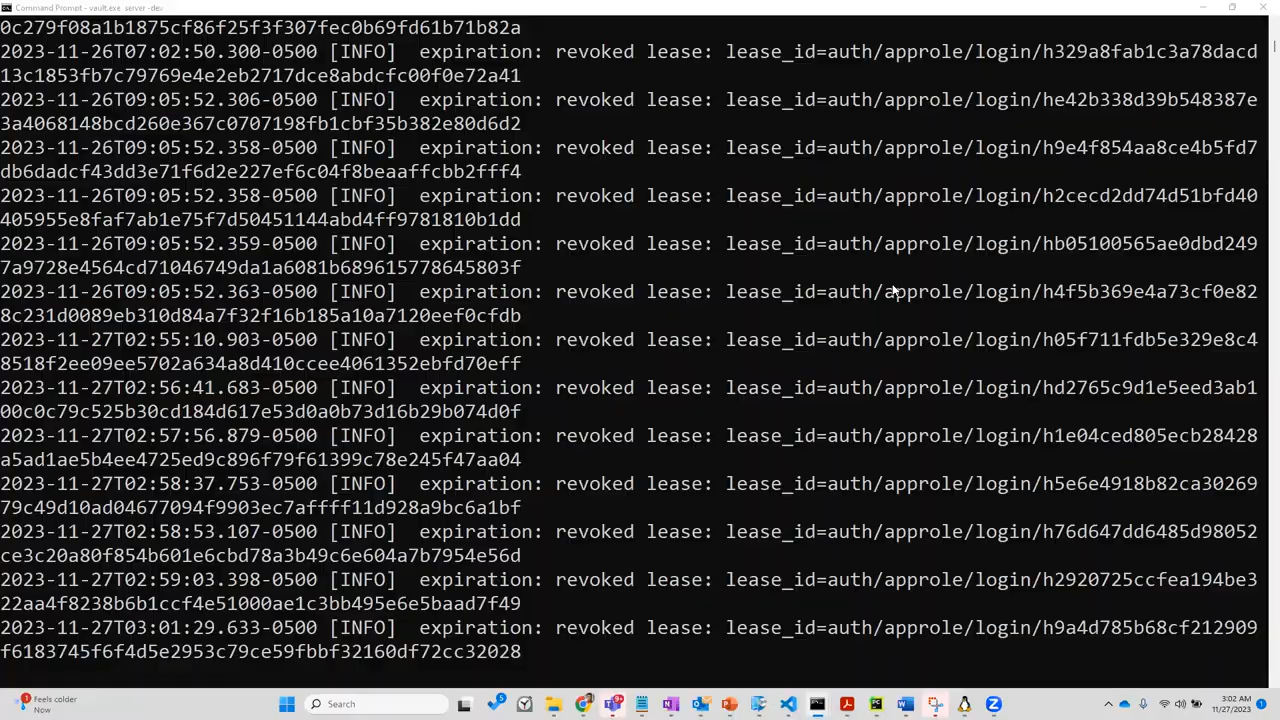 Command Prompt - vault.exe server -dev
0c279f08a1b1875cf86f25f3f307fec0b69fd61b71b82a
2023-11-26T07:02:50.300-0500 [INFO]  expiration: revoked lease: lease_id=auth/approle/login/h329a8fab1c3a78dacd
13c1853fb7c79769e4e2eb2717dce8abdcfc00f0e72a41
2023-11-26T09:05:52.306-0500 [INFO]  expiration: revoked lease: lease_id=auth/approle/login/he42b338d39b548387e
3a4068148bcd260e367c0707198fb1cbf35b382e80d6d2
2023-11-26T09:05:52.358-0500 [INFO]  expiration: revoked lease: lease_id=auth/approle/login/h9e4f854aa8ce4b5fd7
db6dadcf43dd3e71f6d2e227ef6c04f8beaaffcbb2fff4
2023-11-26T09:05:52.358-0500 [INFO]  expiration: revoked lease: lease_id=auth/approle/login/h2cecd2dd74d51bfd40
405955e8faf7ab1e75f7d50451144abd4ff9781810b1dd
2023-11-26T09:05:52.359-0500 [INFO]  expiration: revoked lease: lease_id=auth/approle/login/hb05100565ae0dbd249
7a9728e4564cd71046749da1a6081b689615778645803f
2023-11-26T09:05:52.363-0500 [INFO]  expiration: revoked lease: lease_id=auth/approle/login/h4f5b369e4a73cf0e82
8c231d0089eb310d84a7f32f16b185a10a7120eef0cfdb
2023-11-27T02:55:10.903-0500 [INFO]  expiration: revoked lease: lease_id=auth/approle/login/h05f711fdb5e329e8c4
8518f2ee09ee5702a634a8d410ccee4061352ebfd70eff
2023-11-27T02:56:41.683-0500 [INFO]  expiration: revoked lease: lease_id=auth/approle/login/hd2765c9d1e5eed3ab1
00c0c79c525b30cd184d617e53d0a0b73d16b29b074d0f
2023-11-27T02:57:56.879-0500 [INFO]  expiration: revoked lease: lease_id=auth/approle/login/h1e04ced805ecb28428
a5ad1ae5b4ee4725ed9c896f79f61399c78e245f47aa04
2023-11-27T02:58:37.753-0500 [INFO]  expiration: revoked lease: lease_id=auth/approle/login/h5e6e4918b82ca30269
79c49d10ad04677094f9903ec7affff11d928a9bc6a1bf
2023-11-27T02:58:53.107-0500 [INFO]  expiration: revoked lease: lease_id=auth/approle/login/h76d647dd6485d98052
ce3c20a80f854b601e6cbd78a3b49c6e604a7b7954e56d
2023-11-27T02:59:03.398-0500 [INFO]  expiration: revoked lease: lease_id=auth/approle/login/h2920725ccfea194be3
22aa4f8238b6b1ccf4e51000ae1c3bb495e6e5baad7f49
2023-11-27T03:01:29.633-0500 [INFO]  expiration: revoked lease: lease_id=auth/approle/login/h9a4d785b68cf212909
f6183745f6f4d5e2953c79ce59fbbf32160df72cc32028
Feels colder
Now
Search
3:02 AM
11/27/2023